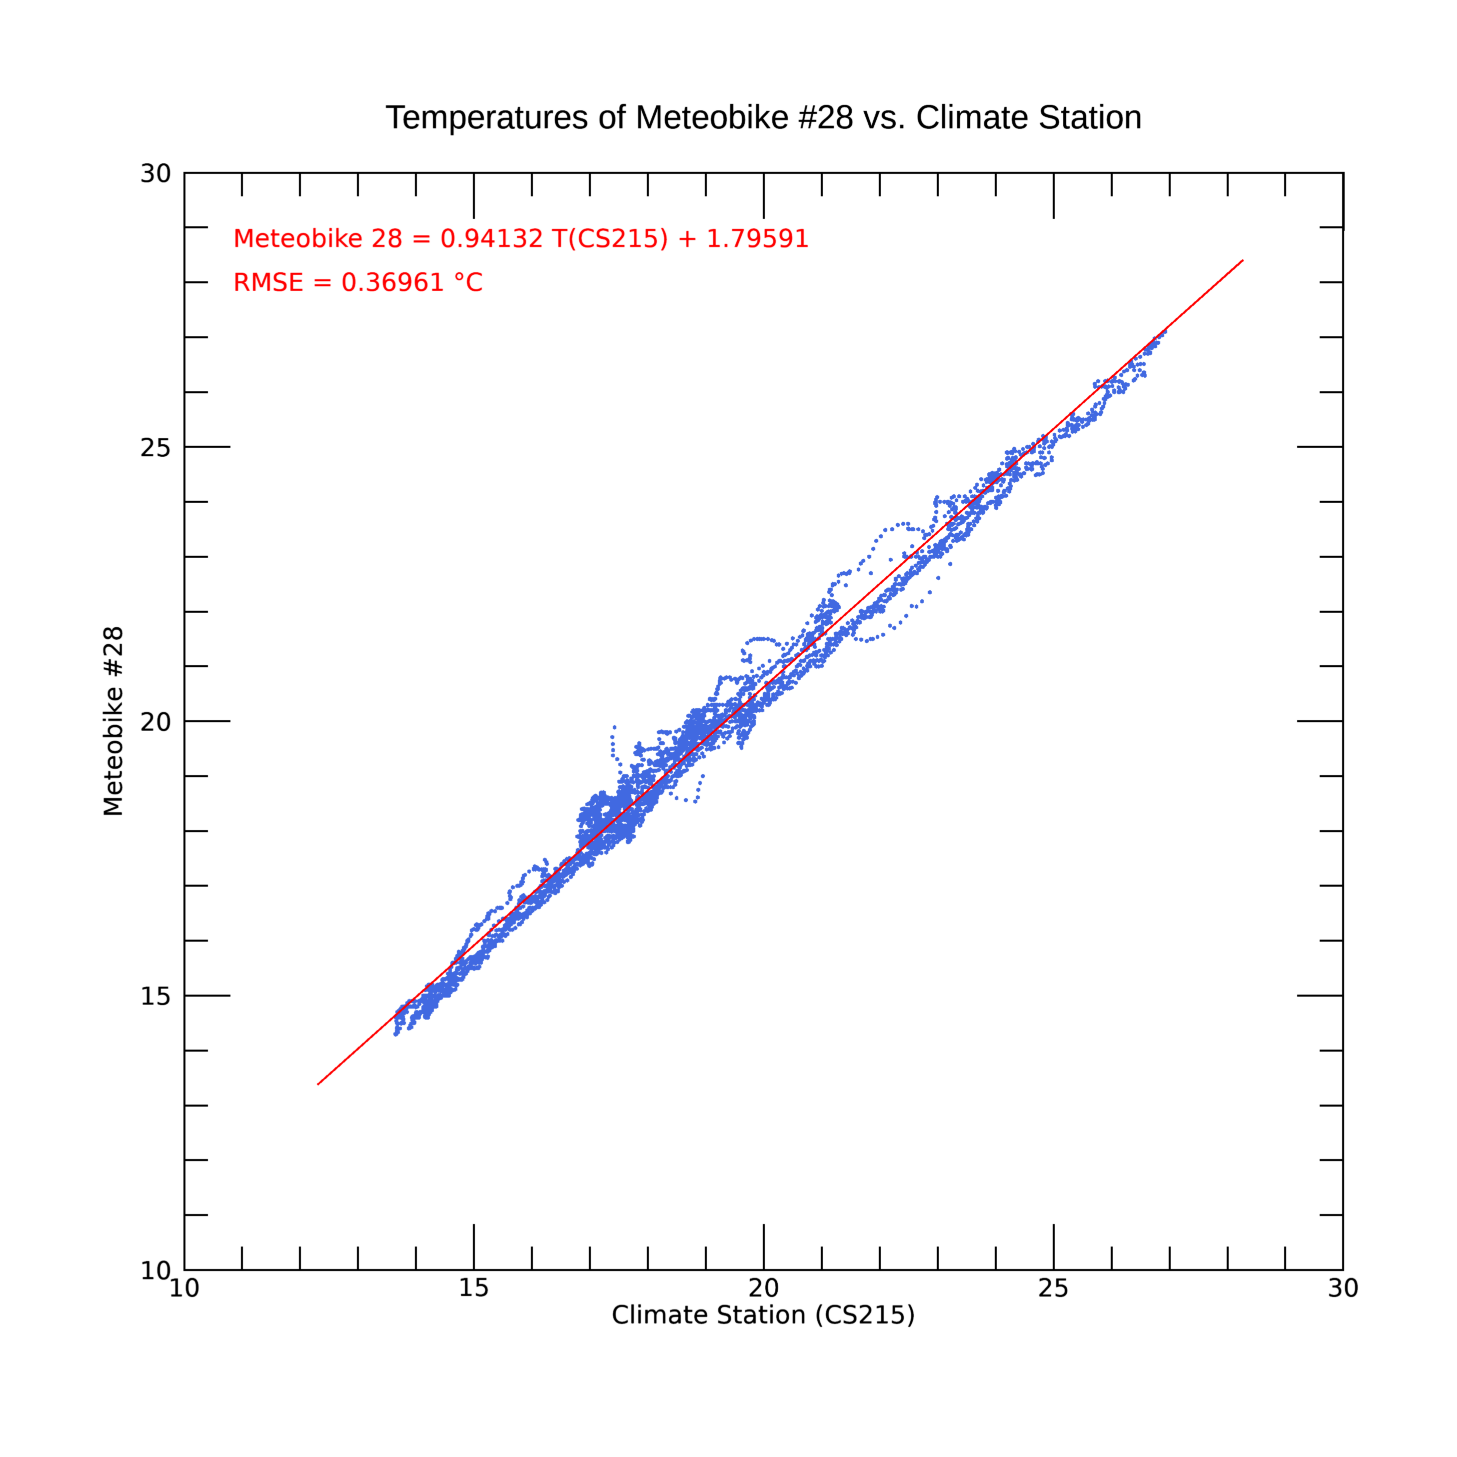 Temperatures of Meteobike #28 vs. Climate Station
30
Meteobike 28 = 0.94132 T(CS215) + 1.79591
RMSE = 0.36961 °C
25
20
15
10
Meteobike #28
10 15 20 25 30
Climate Station (CS215)